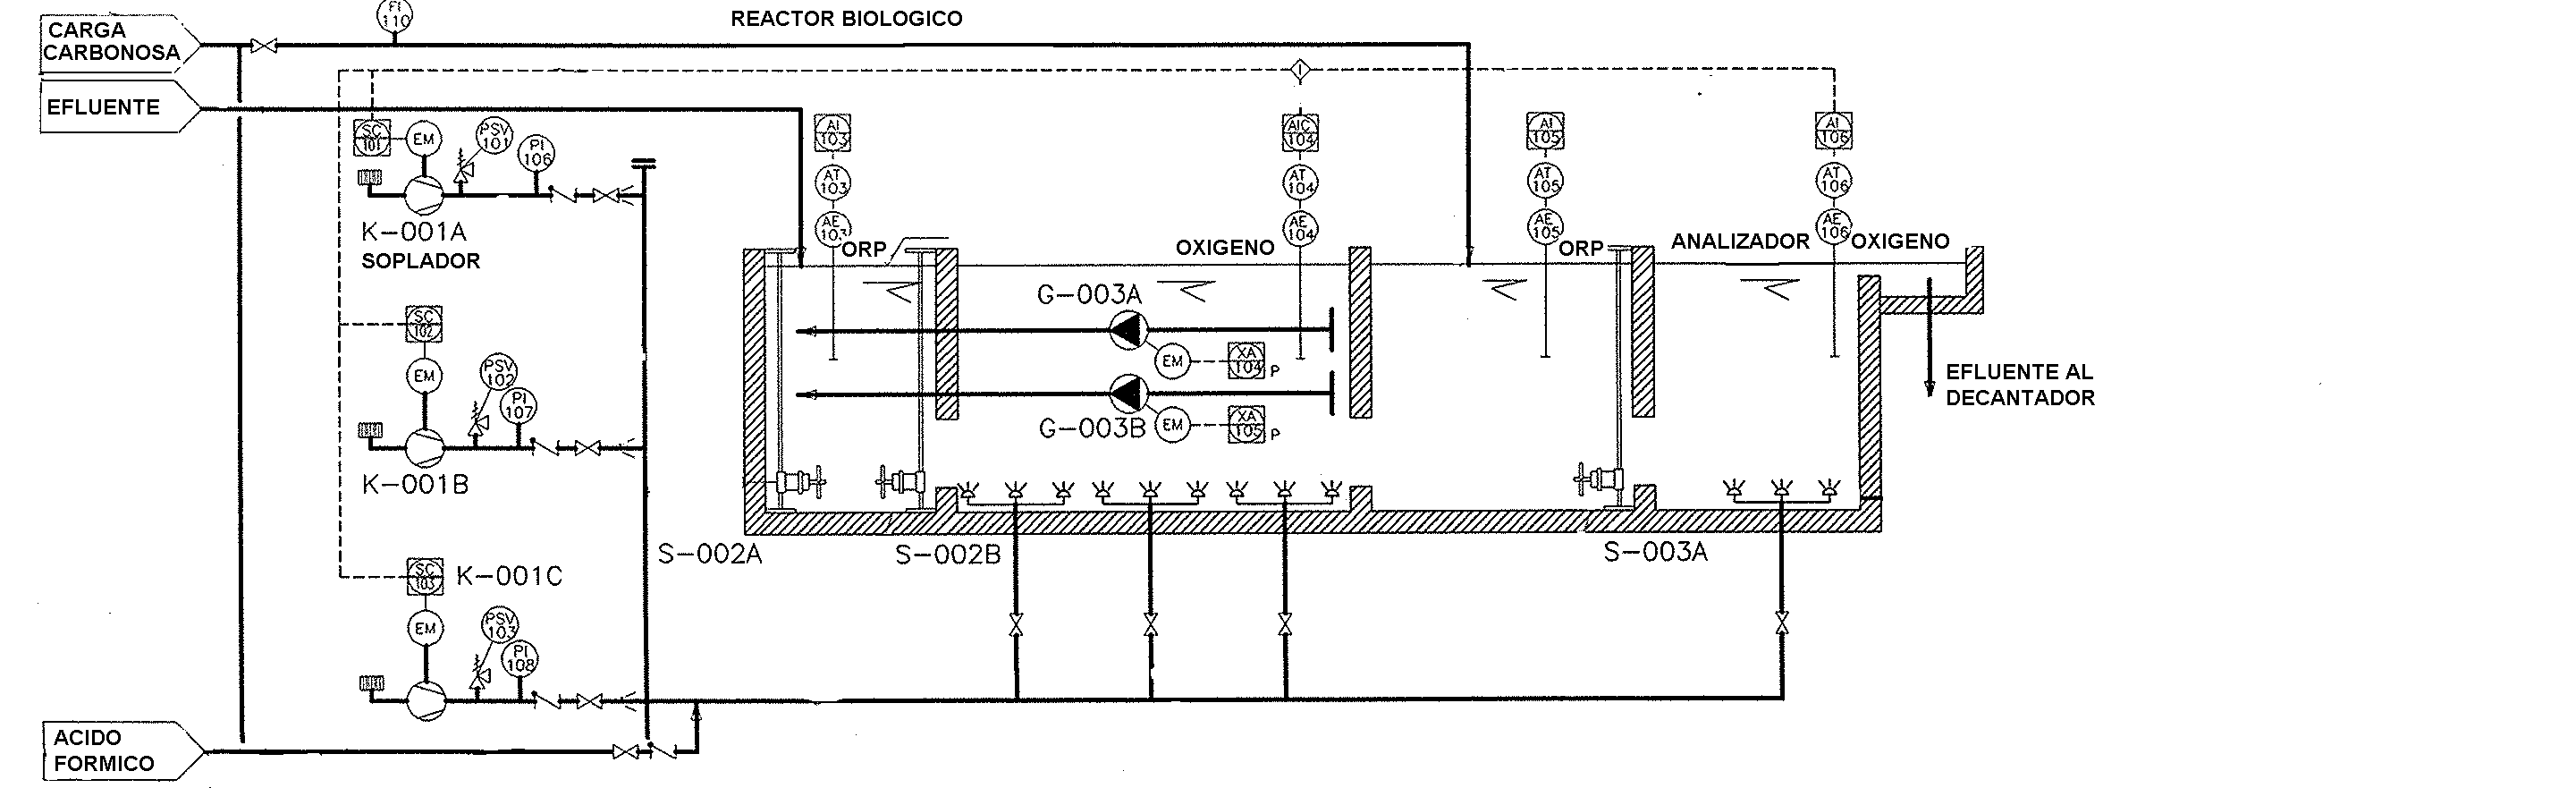 FI
110
REACTOR BIOLOGICO
CARGA
CARBONOSA
EFLUENTE
SC
101
EM
PSV
101
PI
106
K-001A
SOPLADOR
AI
103
AT
103
AE
103
ORP
AIC
104
AT
104
AE
104
OXIGENO
AI
105
AT
105
AE
105
ORP
AI
106
AT
106
AE
106
ANALIZADOR
OXIGENO
G-003A
EM
XA
104
P
G-003B
EM
XA
105
P
EFLUENTE AL
DECANTADOR
SC
102
EM
PSV
102
PI
107
K-001B
S-002A
S-002B
S-003A
SC
103
K-001C
EM
PSV
103
PI
108
ACIDO
FORMICO